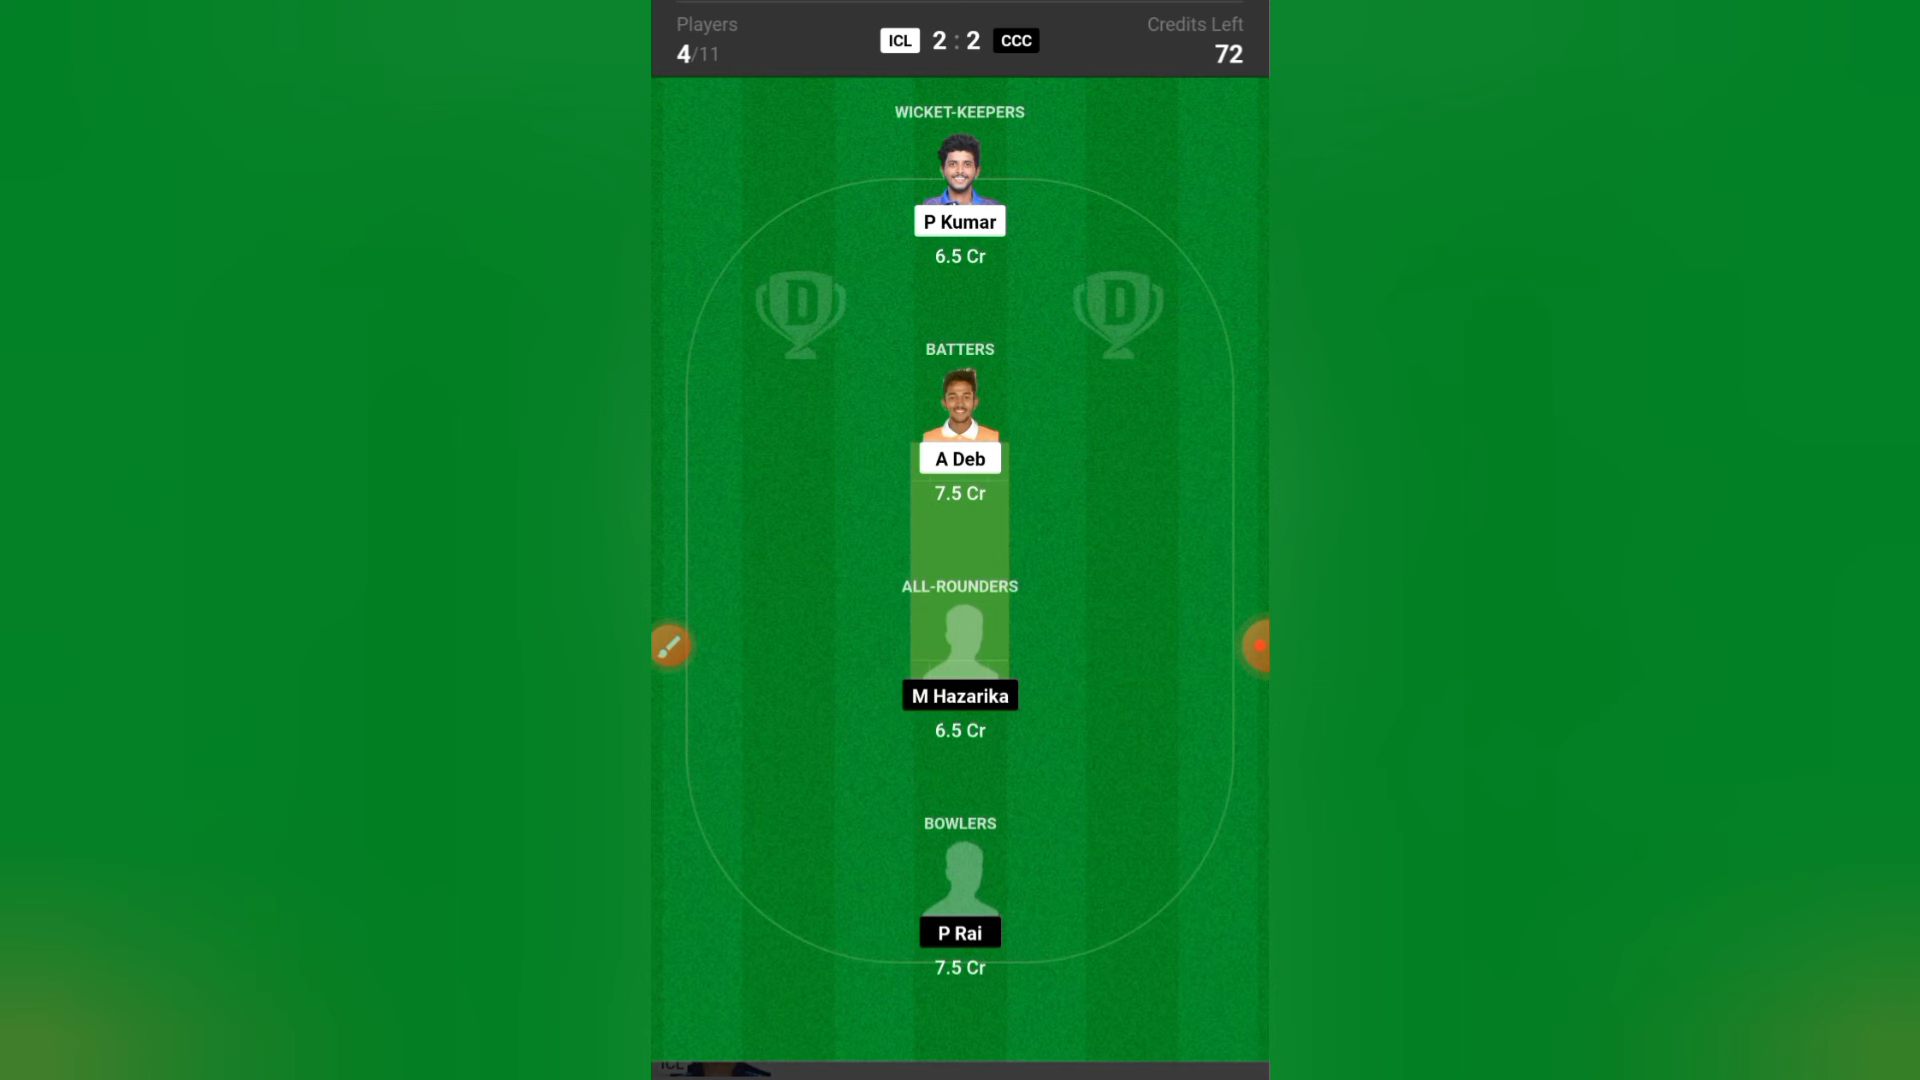 Players
Credits Left
4/11
ICL 2 : 2 CCC
72
WICKET-KEEPERS
P Kumar
6.5 Cr
D D
BATTERS
A Deb
7.5 Cr
ALL-ROUNDERS
M Hazarika
6.5 Cr
BOWLERS
P Rai
7.5 Cr
ICL